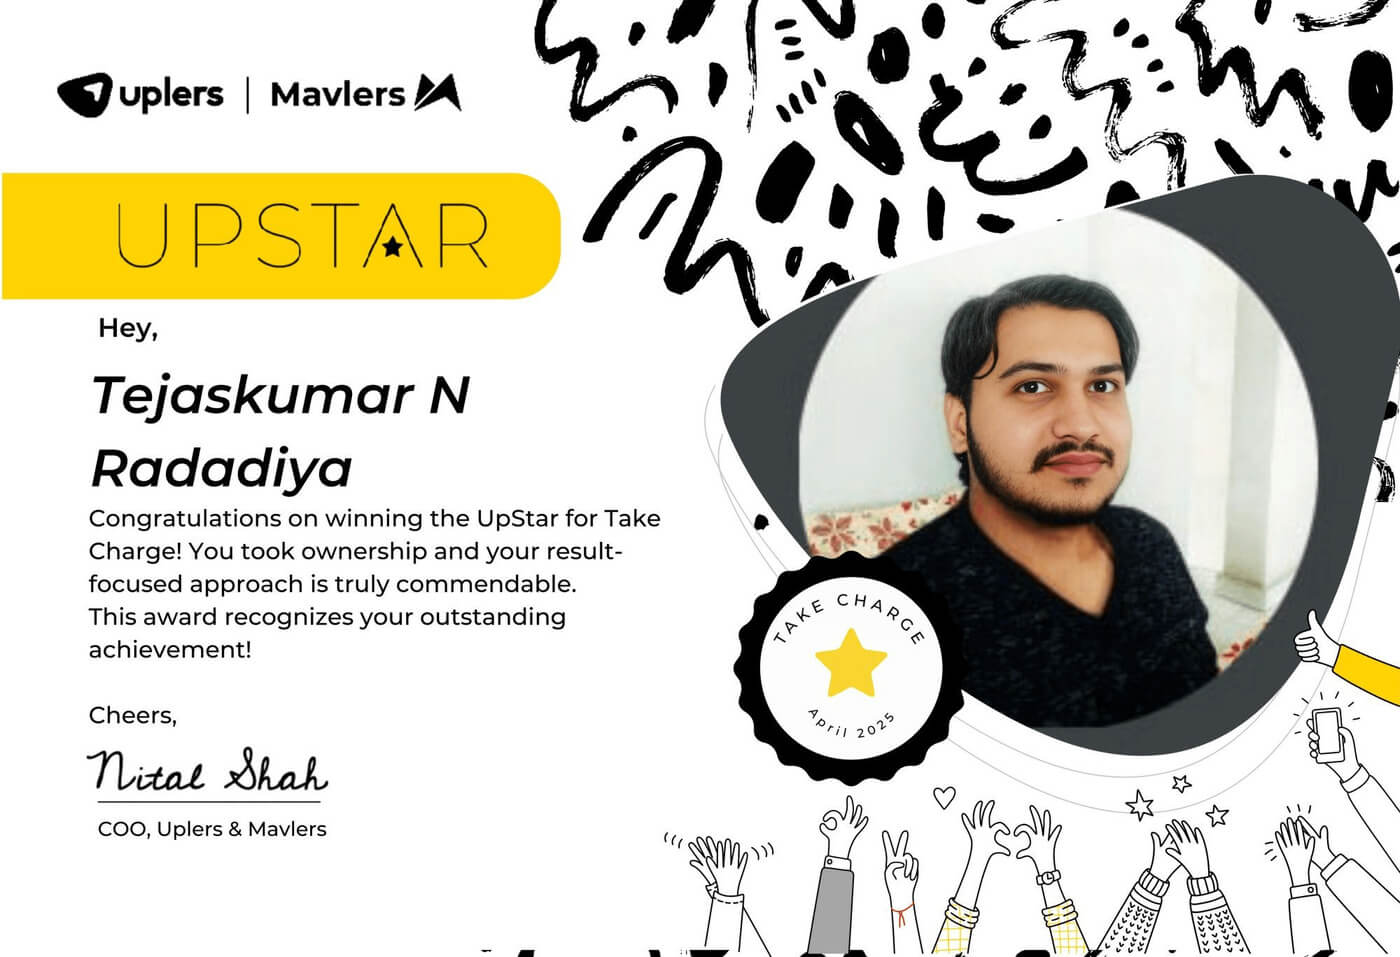 uplers | Mavlers
UPSTAR
Hey,
Tejaskumar N
Radadiya
Congratulations on winning the UpStar for Take
Charge! You took ownership and your result-
focused approach is truly commendable.
This award recognizes your outstanding
achievement!
TAKE CHARGE
April 2025
Cheers,
Nital Shah
COO, Uplers & Mavlers